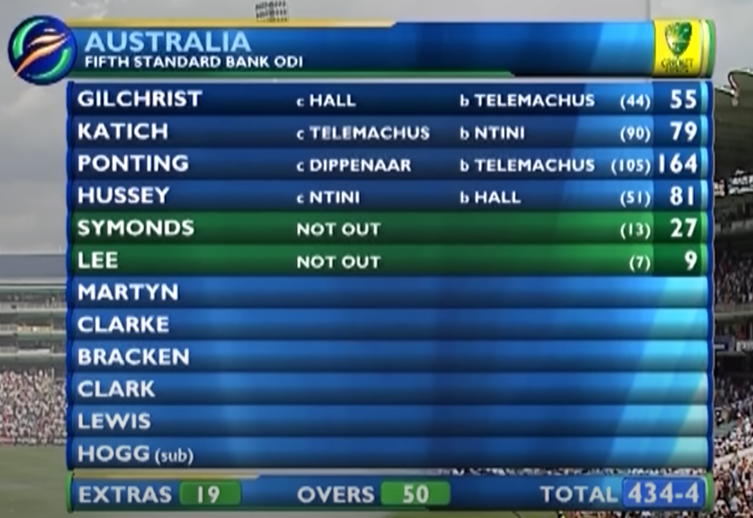 AUSTRALIA
FIFTH STANDARD BANK ODI
CRICKET
GILCHRIST c HALL b TELEMACHUS (44) 55
KATICH c TELEMACHUS b NTINI (90) 79
PONTING c DIPPENAAR b TELEMACHUS (105) 164
HUSSEY c NTINI b HALL (51) 81
SYMONDS NOT OUT (13) 27
LEE NOT OUT (7) 9
MARTYN
CLARKE
BRACKEN
CLARK
LEWIS
HOGG (sub)
EXTRAS 19 OVERS 50 TOTAL 434-4